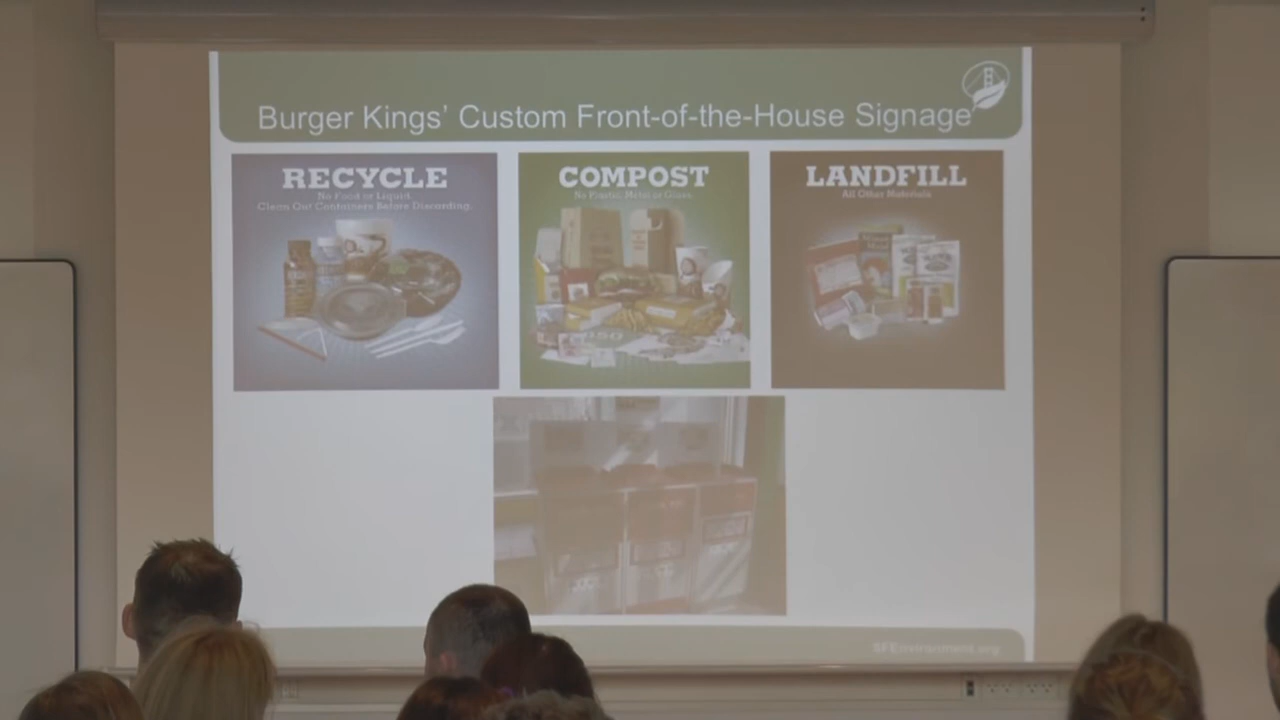 Burger Kings' Custom Front-of-the-House Signage
RECYCLE
No Food or Liquid.
Clean Out Containers Before Discarding.
COMPOST
No Plastic, Metal or Glass.
LANDFILL
All Other Materials
SFEnvironment.org